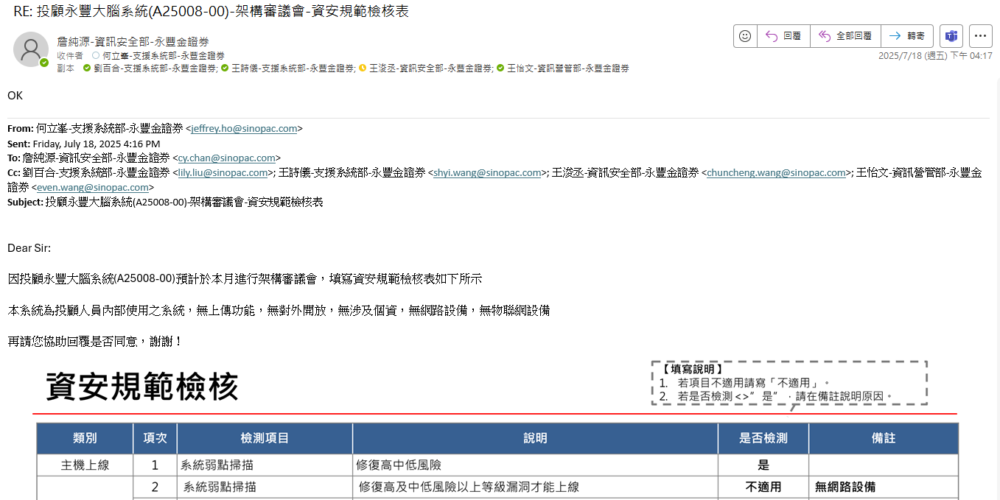 RE: 投顧永豐大腦系統(A25008-00)-架構審議會-資安規範檢核表
詹純源-資訊安全部-永豐金證券
收件者 何立峯-支援系統部-永豐金證券
副本 劉百合-支援系統部-永豐金證券; 王詩儀-支援系統部-永豐金證券; 王浚丞-資訊安全部-永豐金證券; 王怡文-資訊營管部-永豐金證券
回覆 全部回覆 轉寄
2025/7/18 (週五) 下午 04:17
OK
From: 何立峯-支援系統部-永豐金證券 <jeffrey.ho@sinopac.com>
Sent: Friday, July 18, 2025 4:16 PM
To: 詹純源-資訊安全部-永豐金證券 <cy.chan@sinopac.com>
Cc: 劉百合-支援系統部-永豐金證券 <lily.liu@sinopac.com>; 王詩儀-支援系統部-永豐金證券 <shyi.wang@sinopac.com>; 王浚丞-資訊安全部-永豐金證券 <chuncheng.wang@sinopac.com>; 王怡文-資訊營管部-永豐金
證券 <even.wang@sinopac.com>
Subject: 投顧永豐大腦系統(A25008-00)-架構審議會-資安規範檢核表
Dear Sir:
因投顧永豐大腦系統(A25008-00)預計於本月進行架構審議會，填寫資安規範檢核表如下所示
本系統為投顧人員內部使用之系統，無上傳功能，無對外開放，無涉及個資，無網路設備，無物聯網設備
再請您協助回覆是否同意，謝謝！
資安規範檢核
【填寫說明】
1. 若項目不適用請寫「不適用」。
2. 若是否檢測<>”是”，請在備註說明原因。
類別 項次 檢測項目 說明 是否檢測 備註
主機上線 1 系統弱點掃描 修復高中低風險 是
2 系統弱點掃描 修復高及中低風險以上等級漏洞才能上線 不適用 無網路設備